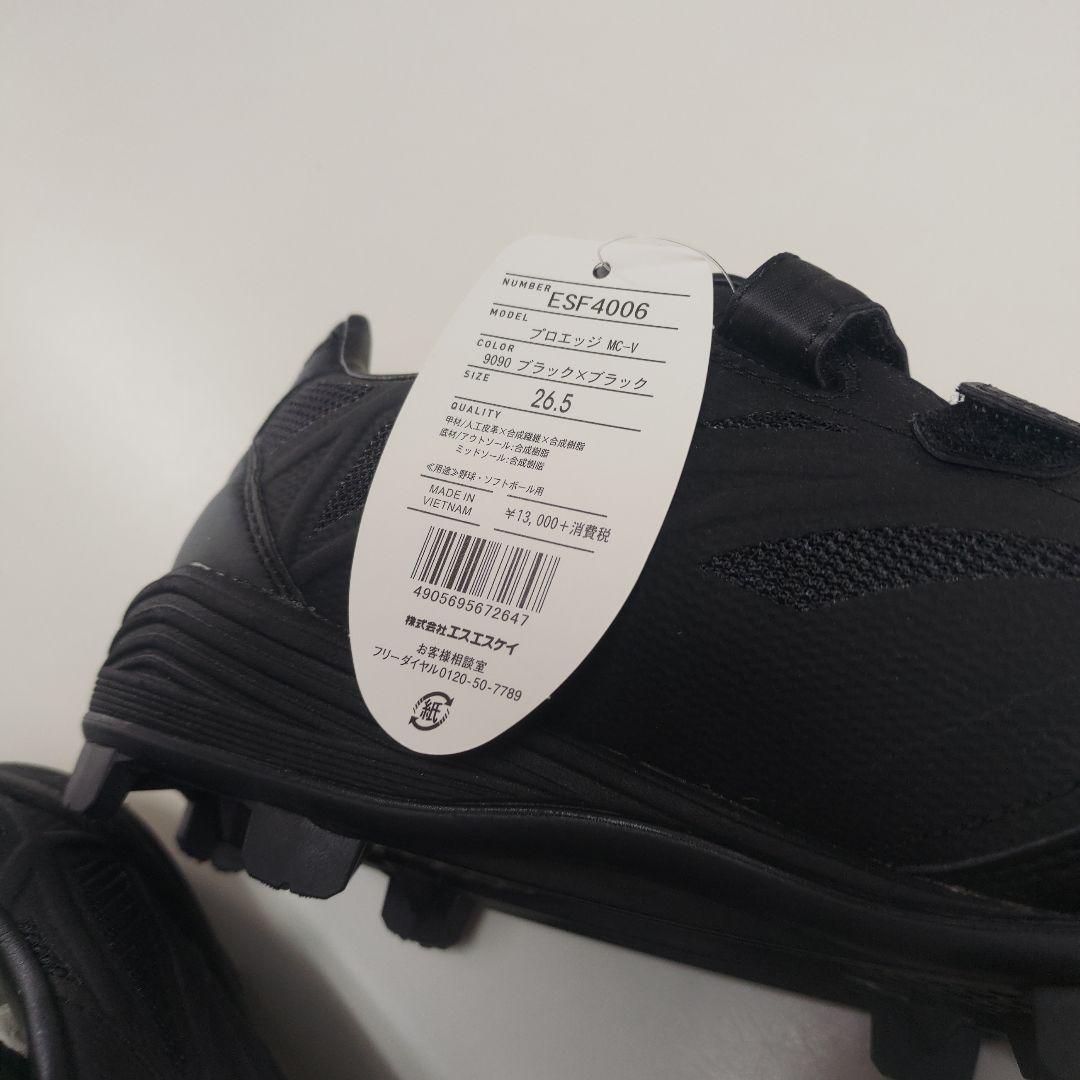 NUMBER
ESF4006
MODEL
プロエッジ MC-V
COLOR
9090 ブラック×ブラック
SIZE
26.5
QUALITY
甲材/人工皮革×合成繊維×合成樹脂
底材/アウトソール:合成樹脂
ミッドソール:合成樹脂
≪用途≫野球・ソフトボール用
MADE IN
VIETNAM
¥13,000+消費税
4905695672647
株式会社エスエスケイ
お客様相談室
フリーダイヤル0120-50-7789
紙